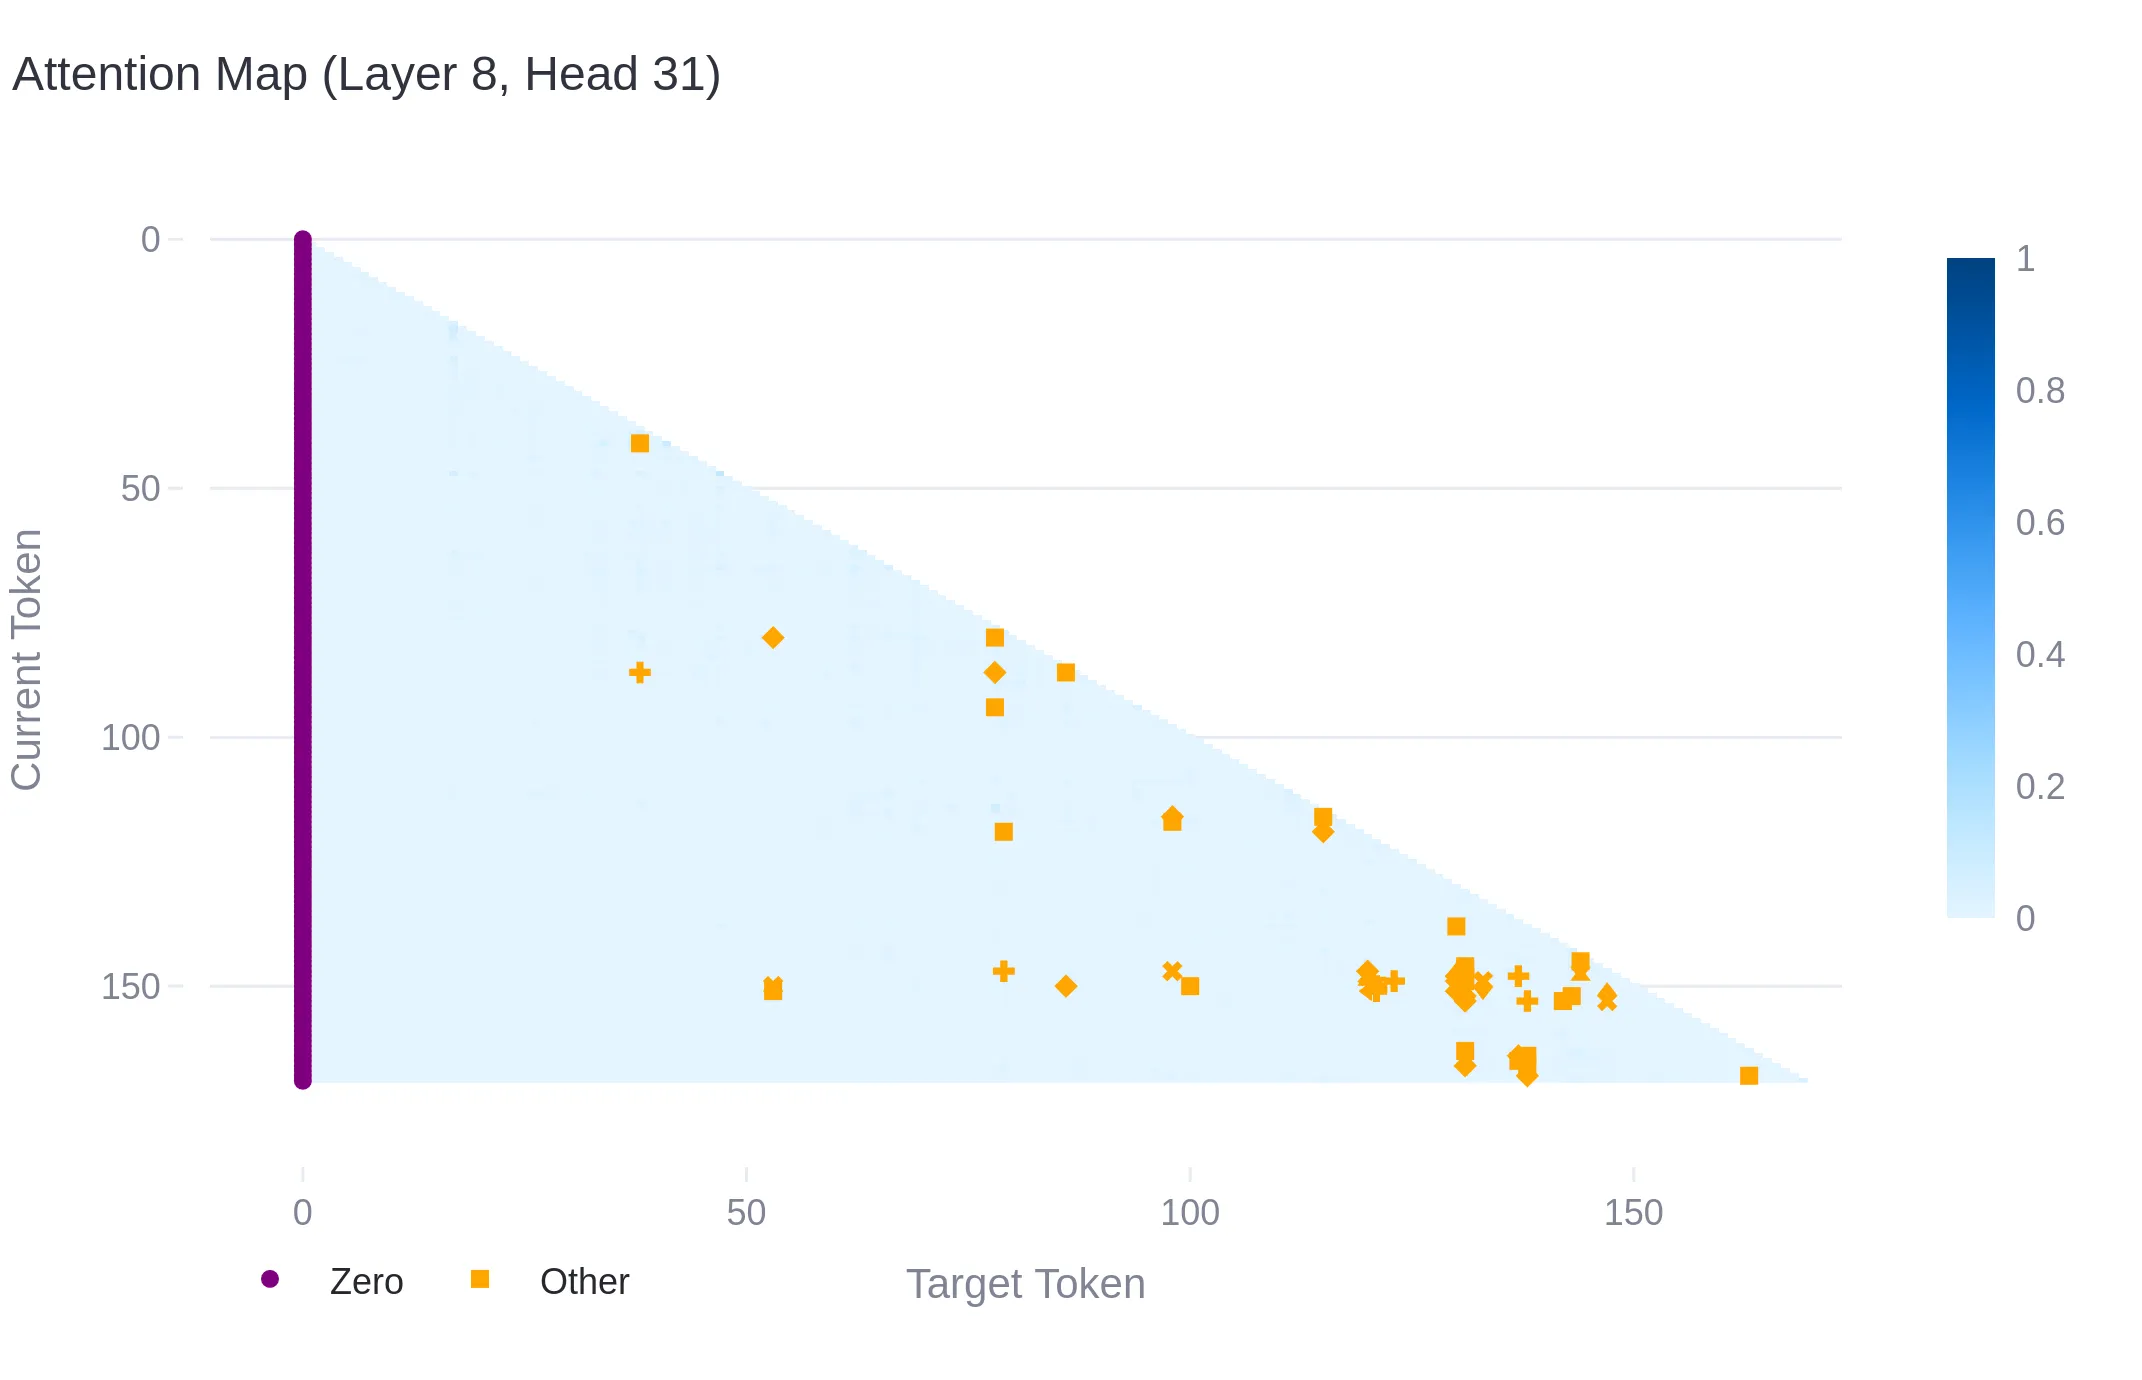 Attention Map (Layer 8, Head 31)
0
50
100
150
Current Token
1
0.8
0.6
0.4
0.2
0
0
50
100
150
Zero
Other
Target Token